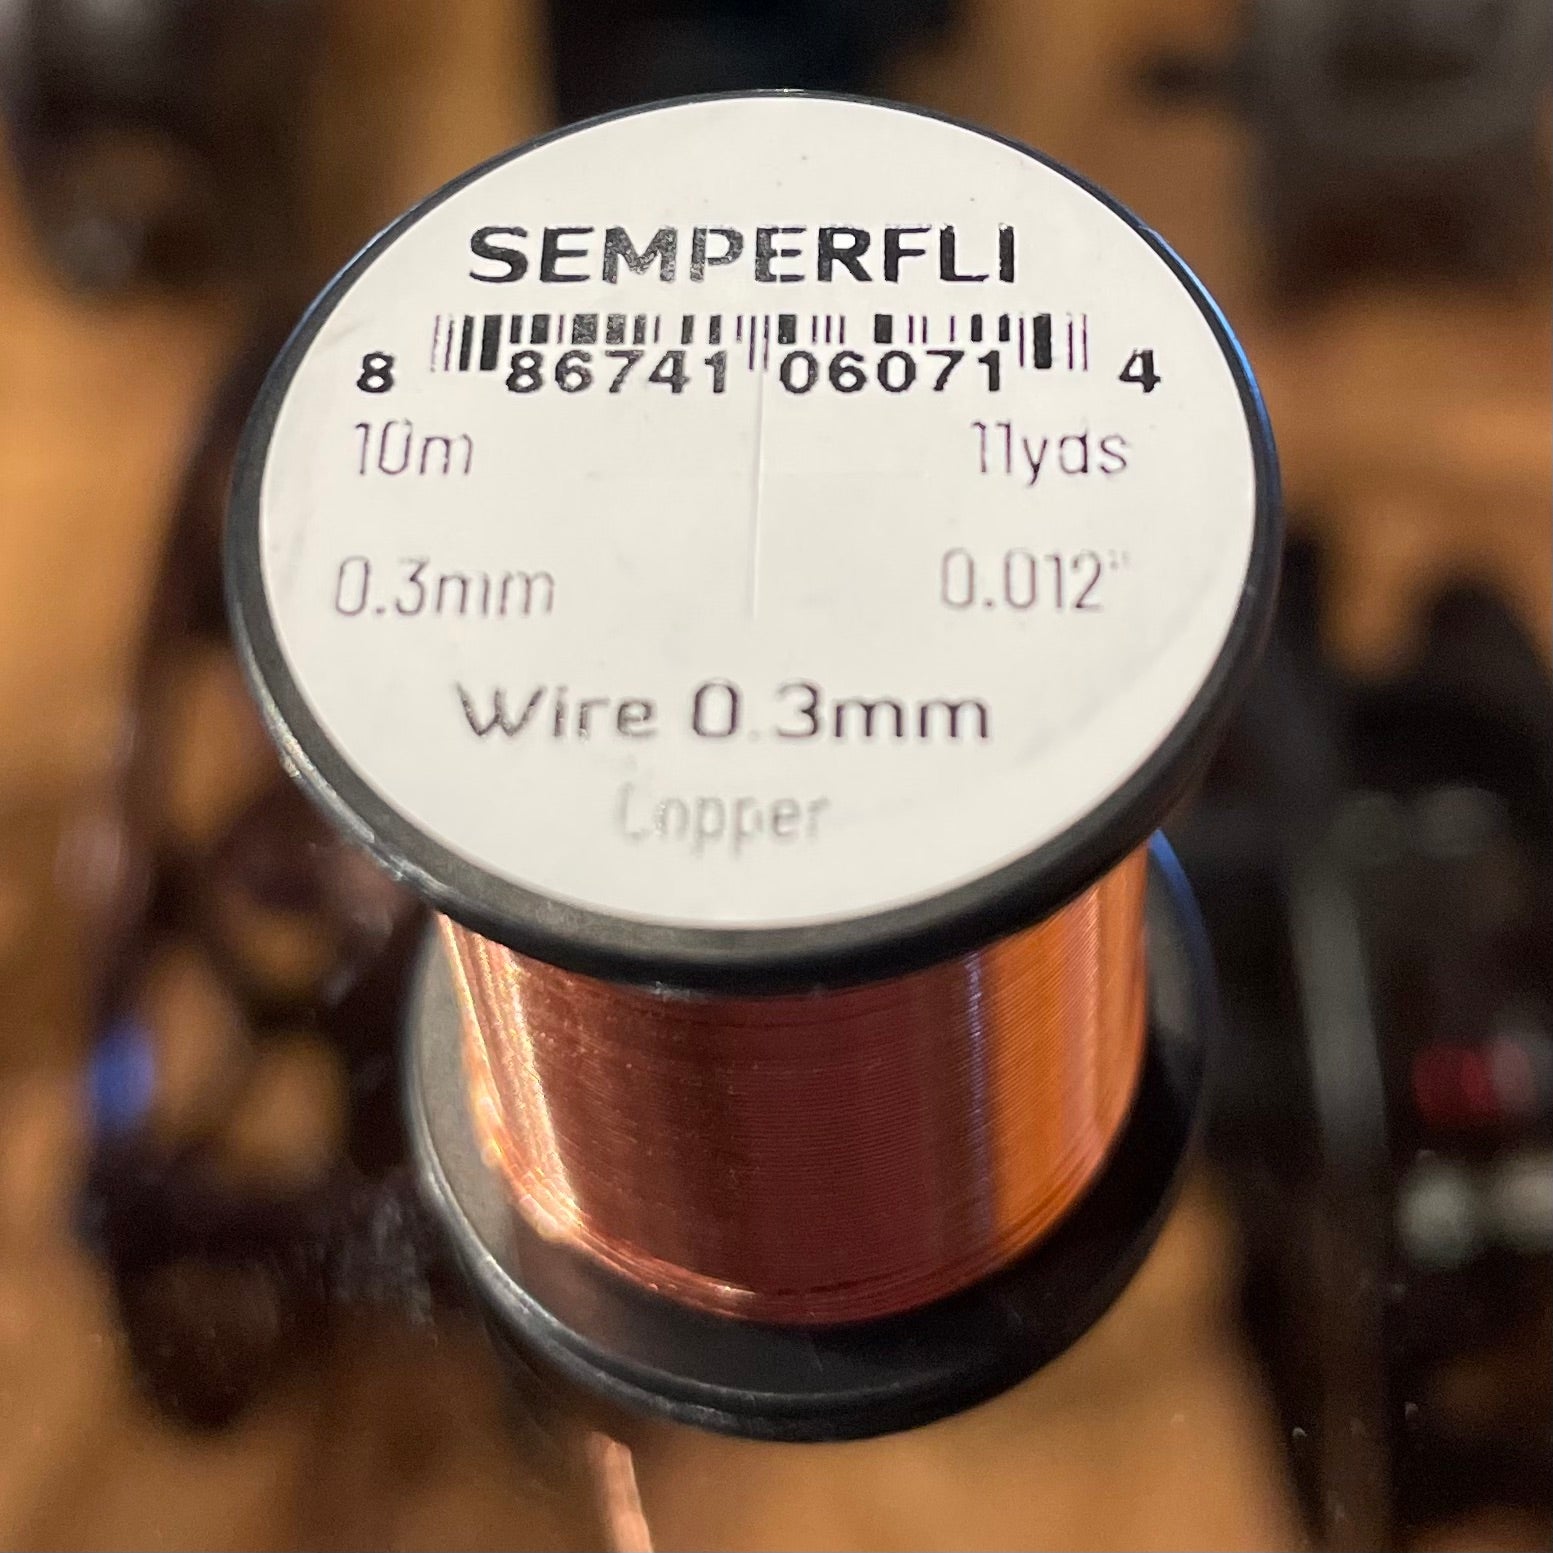 SEMPERFLI
8 86741 06071 4
10m 11yds
0.3mm 0.012"
Wire 0.3mm
Copper